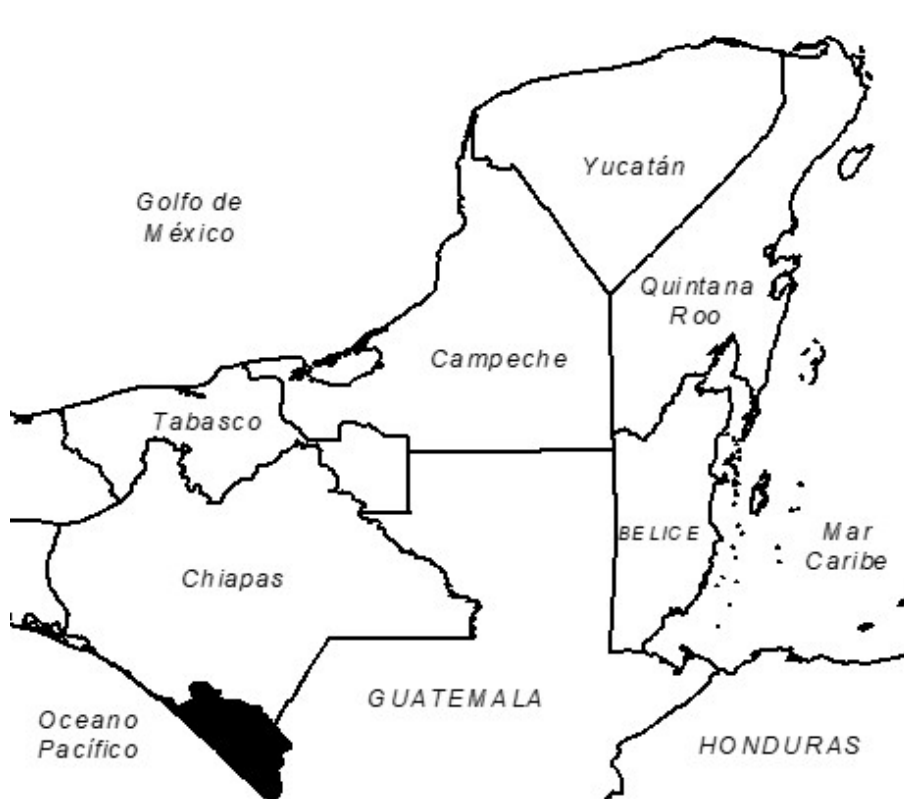 Yucatán
Golfo de
México
Quintana
Roo
Campeche
Tabasco
BELICE
Mar
Caribe
Chiapas
GUATEMALA
Oceano
Pacífico
HONDURAS